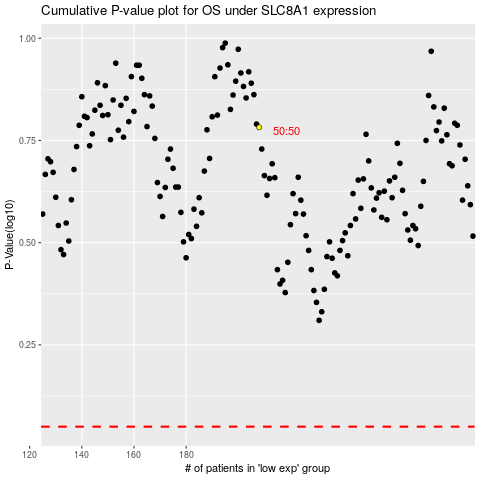 Cumulative P-value plot for OS under SLC8A1 expression
P-Value(log10)
1.00
0.75
0.50
0.25
50:50
120 140 160 180
# of patients in 'low exp' group